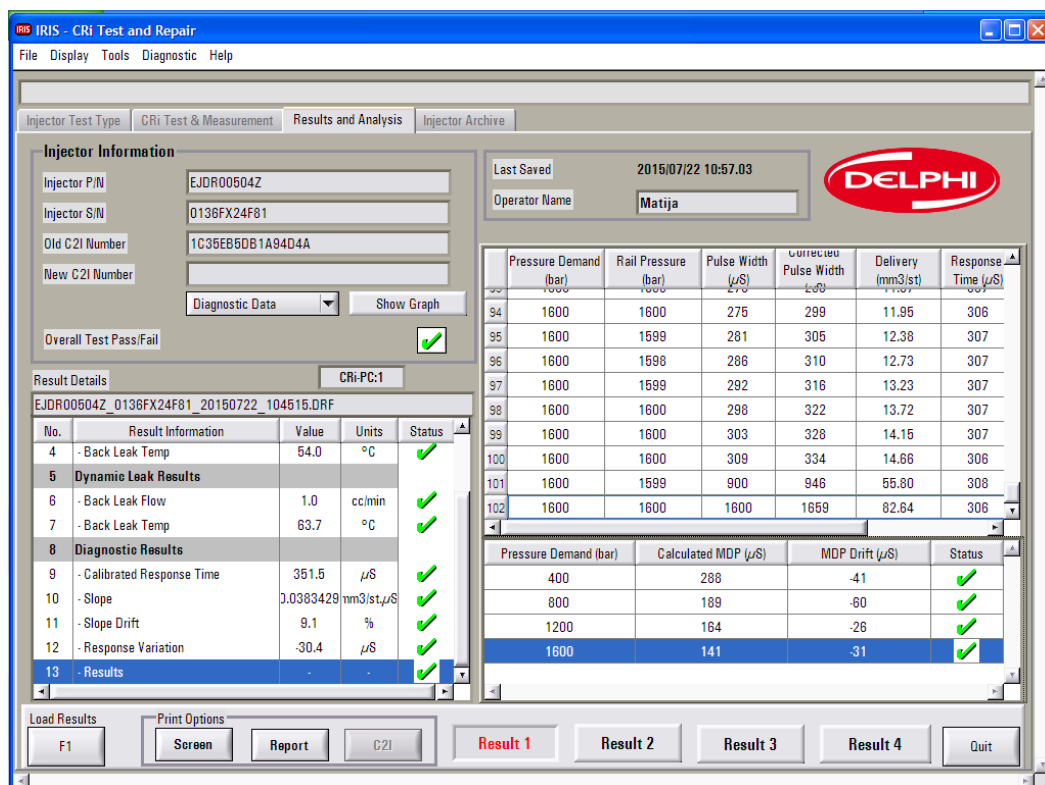 IRIS - CRi Test and Repair
File Display Tools Diagnostic Help
Injector Test Type CRi Test & Measurement Results and Analysis Injector Archive
Injector Information
Injector P/N EJDR00504Z
Injector S/N 0136FX24F81
Old C2I Number 1C35EB5DB1A94D4A
New C2I Number
Diagnostic Data Show Graph
Overall Test Pass/Fail
Last Saved 2015/07/22 10:57.03
Operator Name Matija
DELPHI
Result Details CRi-PC:1
EJDR00504Z_0136FX24F81_20150722_104515.DRF
No. Result Information Value Units Status
4 - Back Leak Temp 54.0 °C
5 Dynamic Leak Results
6 - Back Leak Flow 1.0 cc/min
7 - Back Leak Temp 63.7 °C
8 Diagnostic Results
9 - Calibrated Response Time 351.5 µS
10 - Slope 0.0383429 mm3/st.µS
11 - Slope Drift 9.1 %
12 - Response Variation -30.4 µS
13 - Results - -
Pressure Demand (bar) Rail Pressure (bar) Pulse Width (µS) Corrected Pulse Width Delivery (mm3/st) Response Time (µS)
94 1600 1600 275 299 11.95 306
95 1600 1599 281 305 12.38 307
96 1600 1598 286 310 12.73 307
97 1600 1599 292 316 13.23 307
98 1600 1600 298 322 13.72 307
99 1600 1600 303 328 14.15 307
100 1600 1600 309 334 14.66 306
101 1600 1599 900 946 55.80 308
102 1600 1600 1600 1659 82.64 306
Pressure Demand (bar) Calculated MDP (µS) MDP Drift (µS) Status
400 288 -41
800 189 -60
1200 164 -26
1600 141 -31
Load Results
F1
Print Options
Screen Report C2I
Result 1 Result 2 Result 3 Result 4 Quit